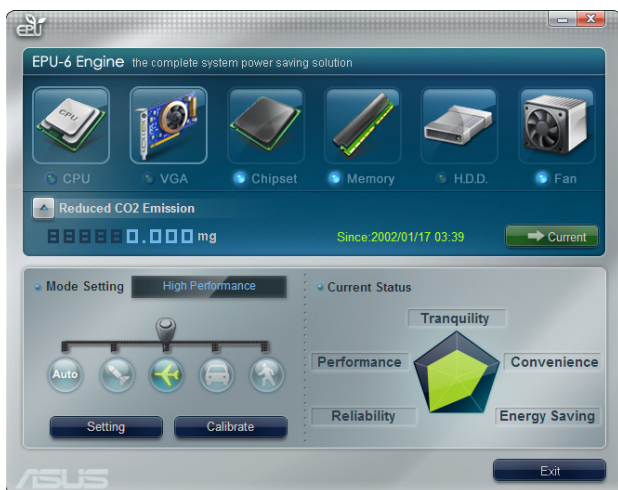 epu
EPU-6 Engine the complete system power saving solution
CPU
CPU VGA Chipset Memory H.D.D. Fan
Reduced CO2 Emission
0.000 mg Since:2002/01/17 03:39 Current
Mode Setting High Performance
Current Status
Tranquility
Performance Convenience
Auto
Reliability Energy Saving
Setting Calibrate
ASUS
Exit